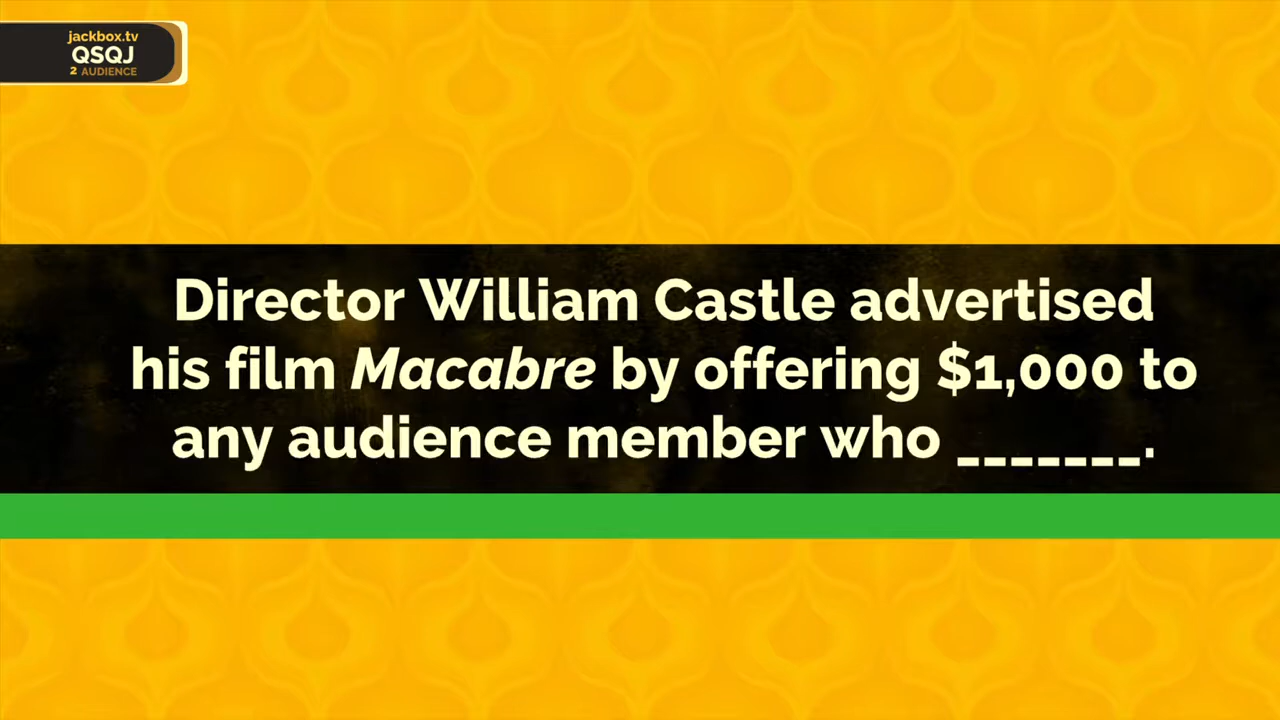 jackbox.tv
QSQJ
2 AUDIENCE
Director William Castle advertised
his film Macabre by offering $1,000 to
any audience member who _______.